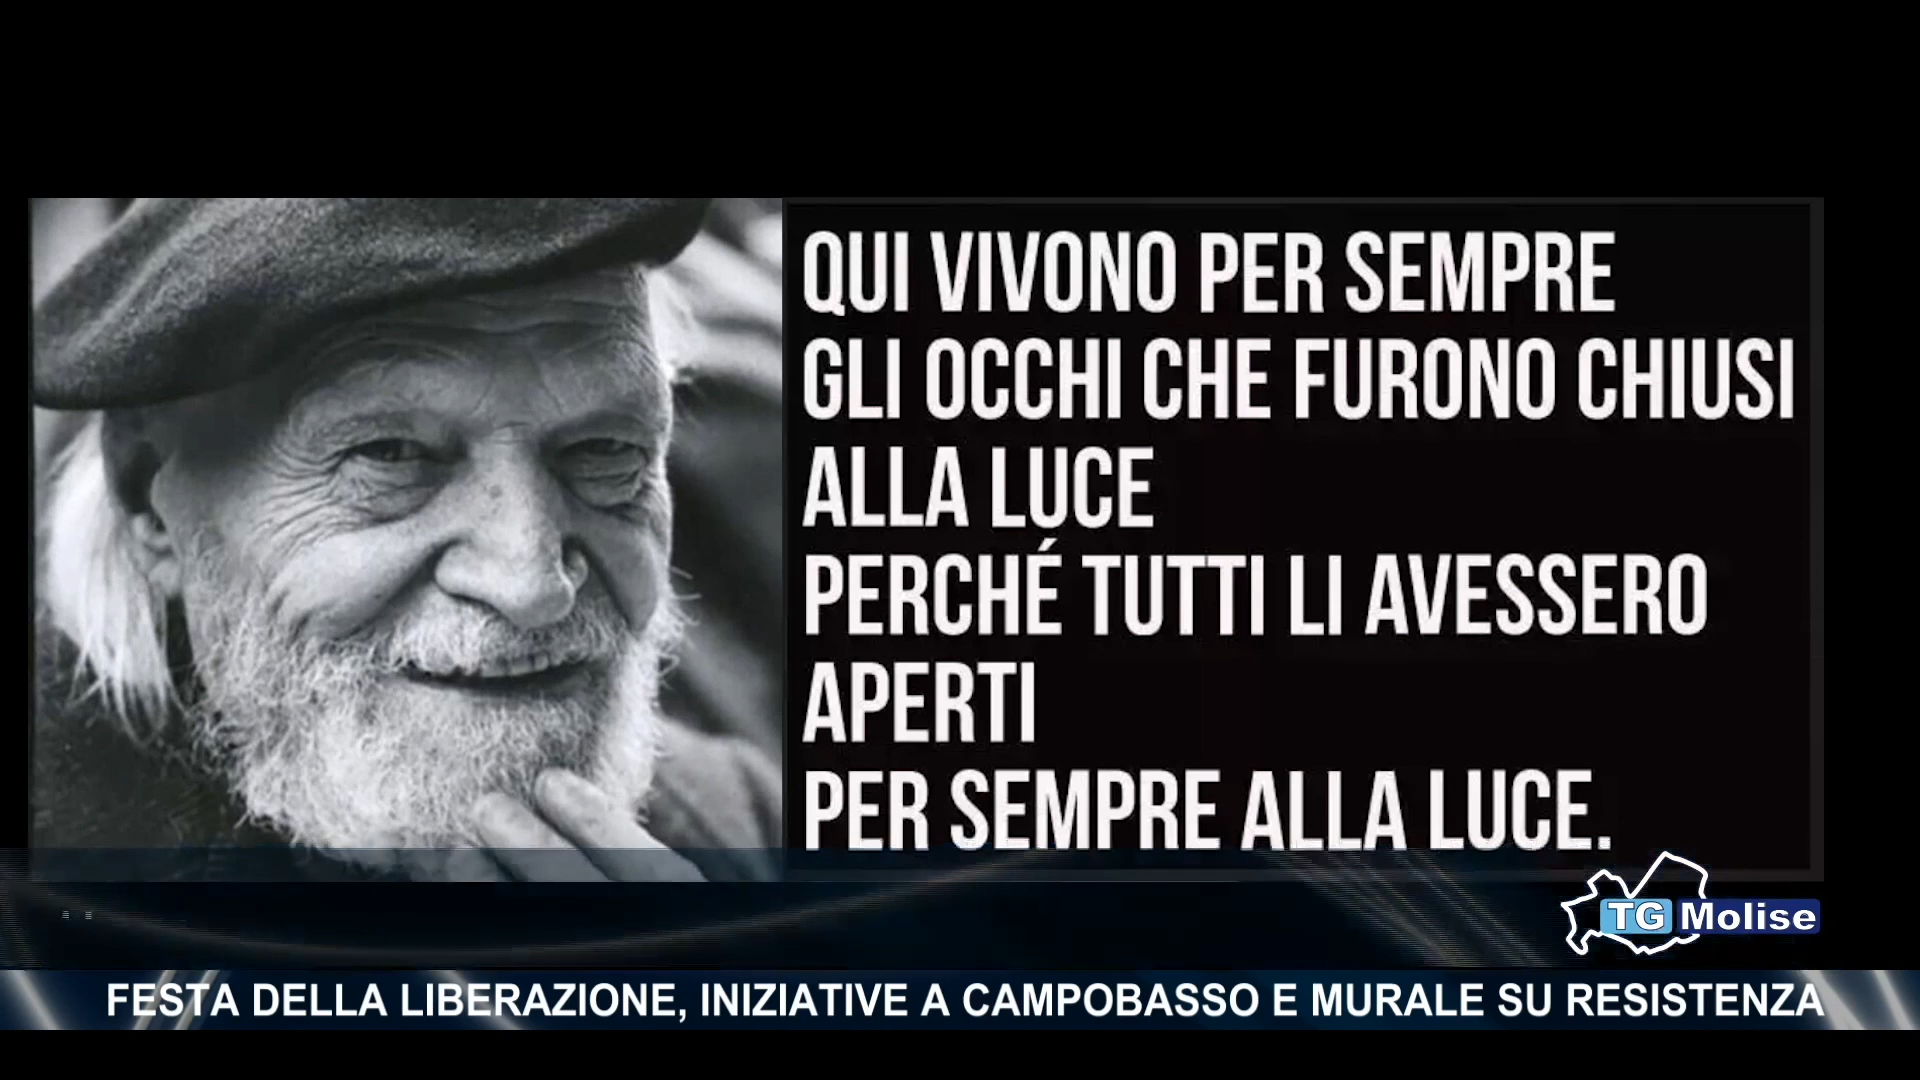 QUI VIVONO PER SEMPRE
GLI OCCHI CHE FURONO CHIUSI
ALLA LUCE
PERCHÉ TUTTI LI AVESSERO
APERTI
PER SEMPRE ALLA LUCE.
TG Molise
FESTA DELLA LIBERAZIONE, INIZIATIVE A CAMPOBASSO E MURALE SU RESISTENZA